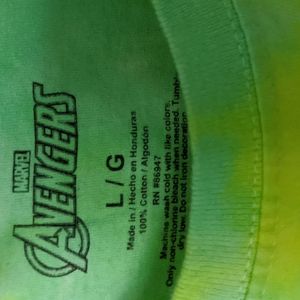 MARVEL
AVENGERS
L / G
Made in / Hecho en Honduras
100% Cotton / Algodón
RN #86947
Machine wash cold with like colors.
Only non-chlorine bleach when needed. Tumble
dry low. Do not iron decoration.